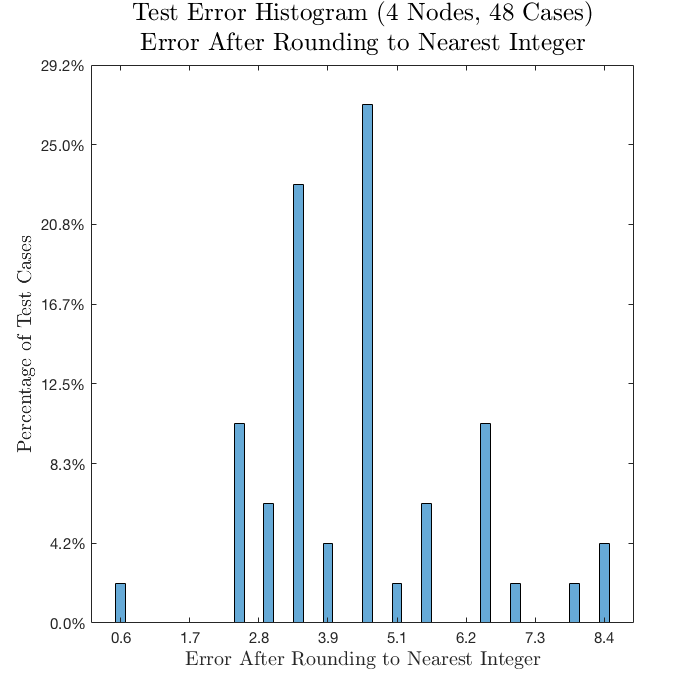 Test Error Histogram (4 Nodes, 48 Cases)
Error After Rounding to Nearest Integer
29.2%
25.0%
20.8%
16.7%
12.5%
8.3%
4.2%
0.0%
Percentage of Test Cases
0.6 1.7 2.8 3.9 5.1 6.2 7.3 8.4
Error After Rounding to Nearest Integer